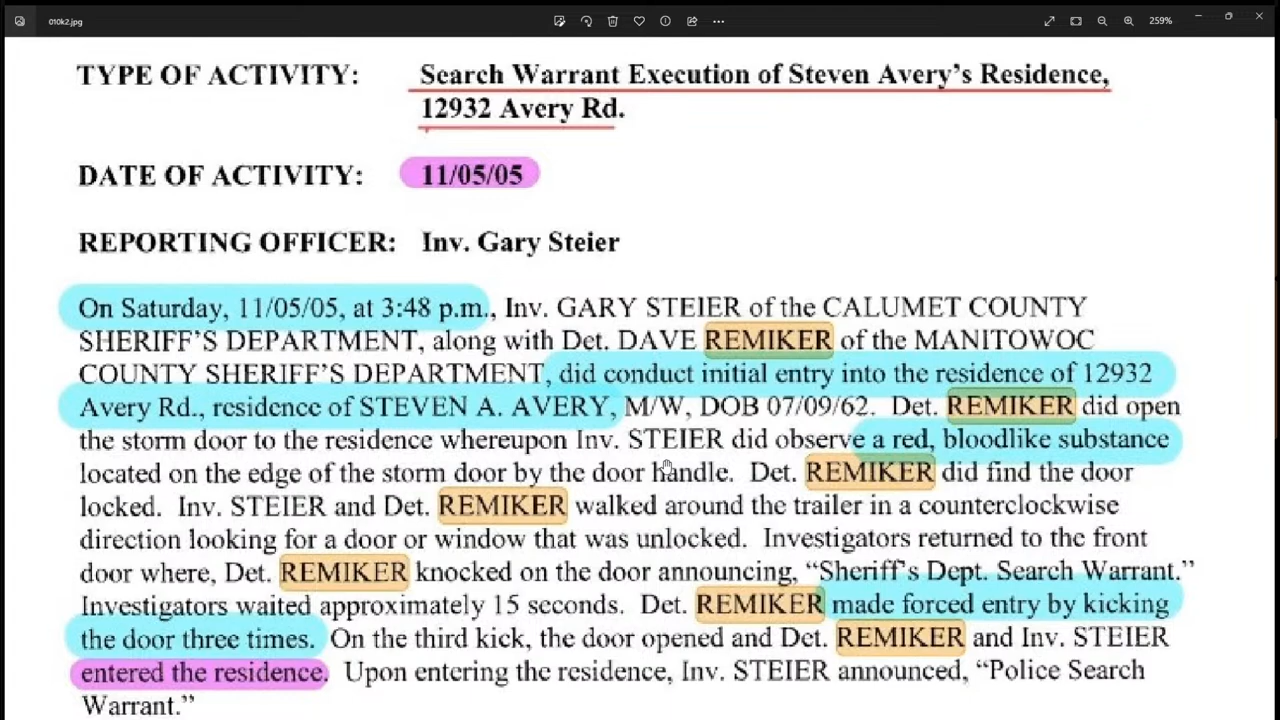 010k2.jpg
259%
TYPE OF ACTIVITY: Search Warrant Execution of Steven Avery's Residence,
12932 Avery Rd.
DATE OF ACTIVITY: 11/05/05
REPORTING OFFICER: Inv. Gary Steier
On Saturday, 11/05/05, at 3:48 p.m., Inv. GARY STEIER of the CALUMET COUNTY
SHERIFF'S DEPARTMENT, along with Det. DAVE REMIKER of the MANITOWOC
COUNTY SHERIFF'S DEPARTMENT, did conduct initial entry into the residence of 12932
Avery Rd., residence of STEVEN A. AVERY, M/W, DOB 07/09/62. Det. REMIKER did open
the storm door to the residence whereupon Inv. STEIER did observe a red, bloodlike substance
located on the edge of the storm door by the door handle. Det. REMIKER did find the door
locked. Inv. STEIER and Det. REMIKER walked around the trailer in a counterclockwise
direction looking for a door or window that was unlocked. Investigators returned to the front
door where, Det. REMIKER knocked on the door announcing, “Sheriff's Dept. Search Warrant.”
Investigators waited approximately 15 seconds. Det. REMIKER made forced entry by kicking
the door three times. On the third kick, the door opened and Det. REMIKER and Inv. STEIER
entered the residence. Upon entering the residence, Inv. STEIER announced, “Police Search
Warrant.”